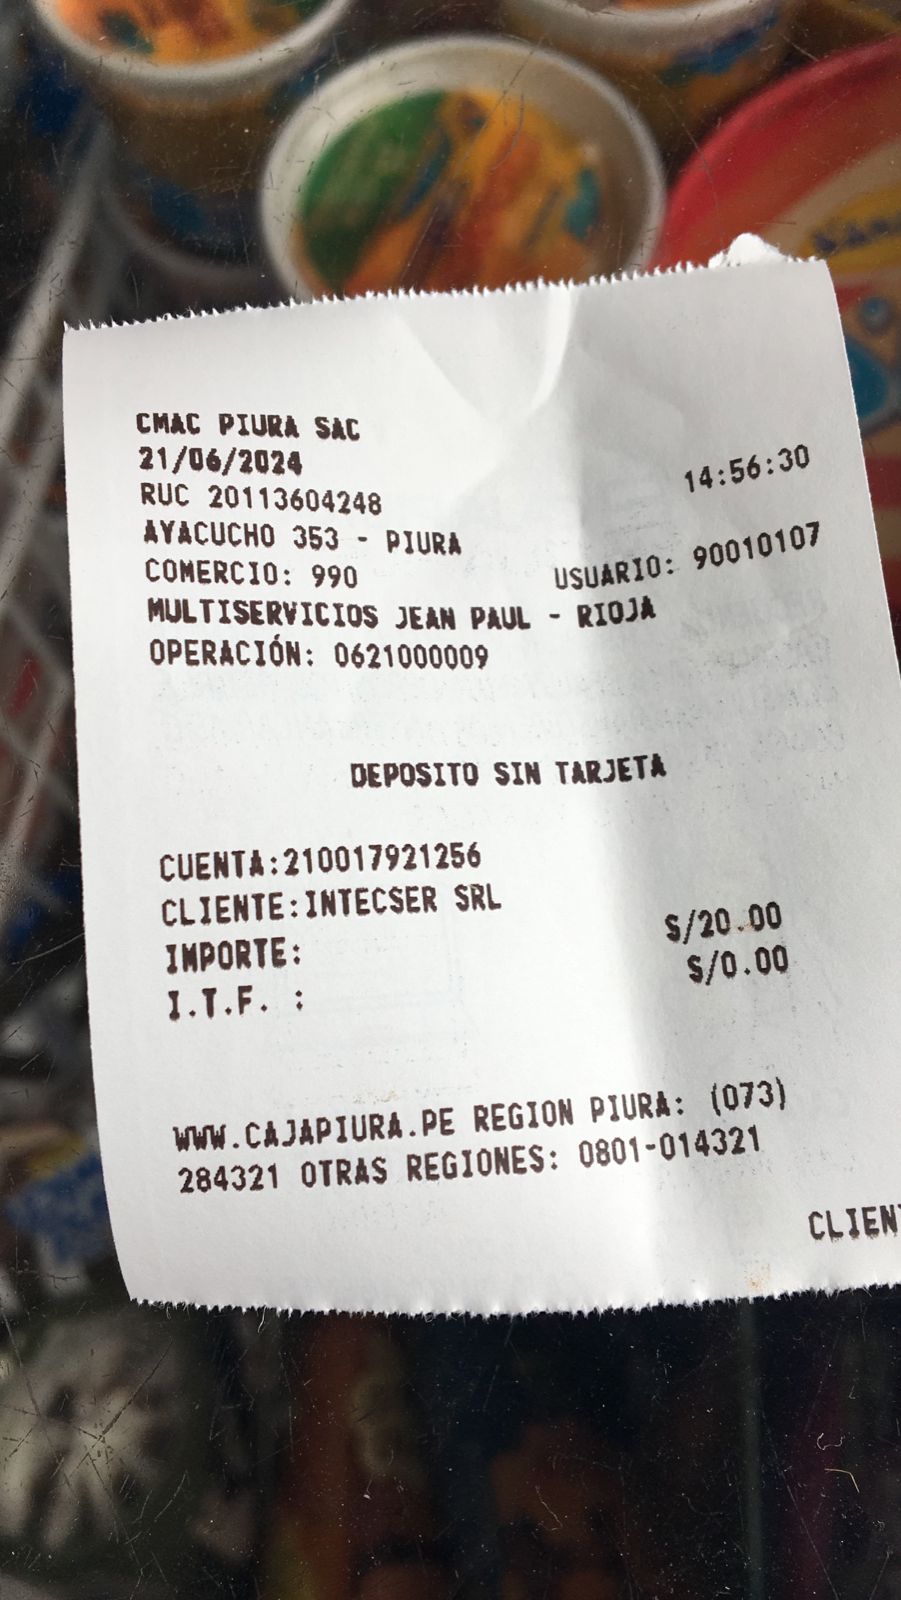 CMAC PIURA SAC
21/06/2024 14:56:30
RUC 20113604248
AYACUCHO 353 - PIURA
COMERCIO: 990 USUARIO: 90010107
MULTISERVICIOS JEAN PAUL - RIOJA
OPERACIÓN: 0621000009
DEPOSITO SIN TARJETA
CUENTA:210017921256
CLIENTE:INTECSER SRL
IMPORTE: S/20.00
I.T.F. : S/0.00
WWW.CAJAPIURA.PE REGION PIURA: (073)
284321 OTRAS REGIONES: 0801-014321
CLIEN